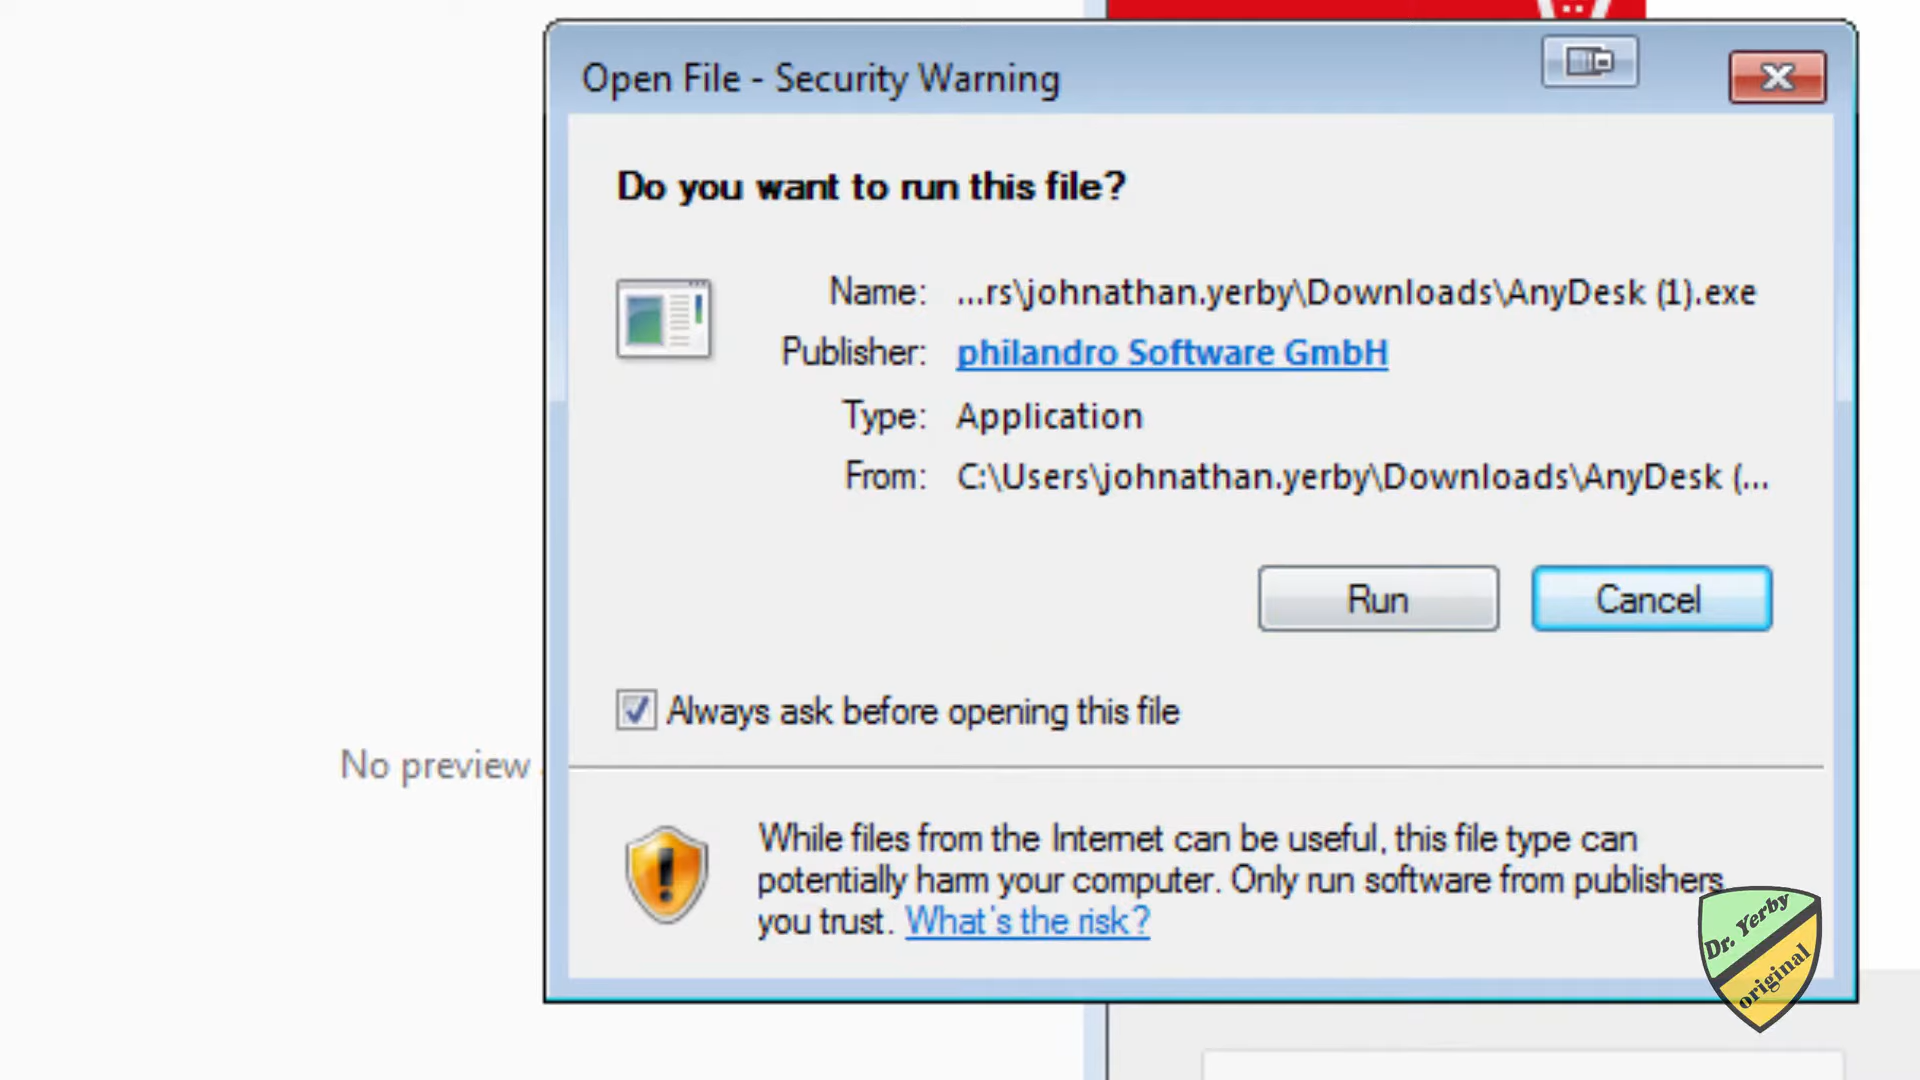 Open File - Security Warning
Do you want to run this file?
Name: ...rs\johnathan.yerby\Downloads\AnyDesk (1).exe
Publisher: philandro Software GmbH
Type: Application
From: C:\Users\johnathan.yerby\Downloads\AnyDesk (...
Run Cancel
Always ask before opening this file
No preview
While files from the Internet can be useful, this file type can
potentially harm your computer. Only run software from publishers
you trust. What's the risk?
Dr. Yerby
original